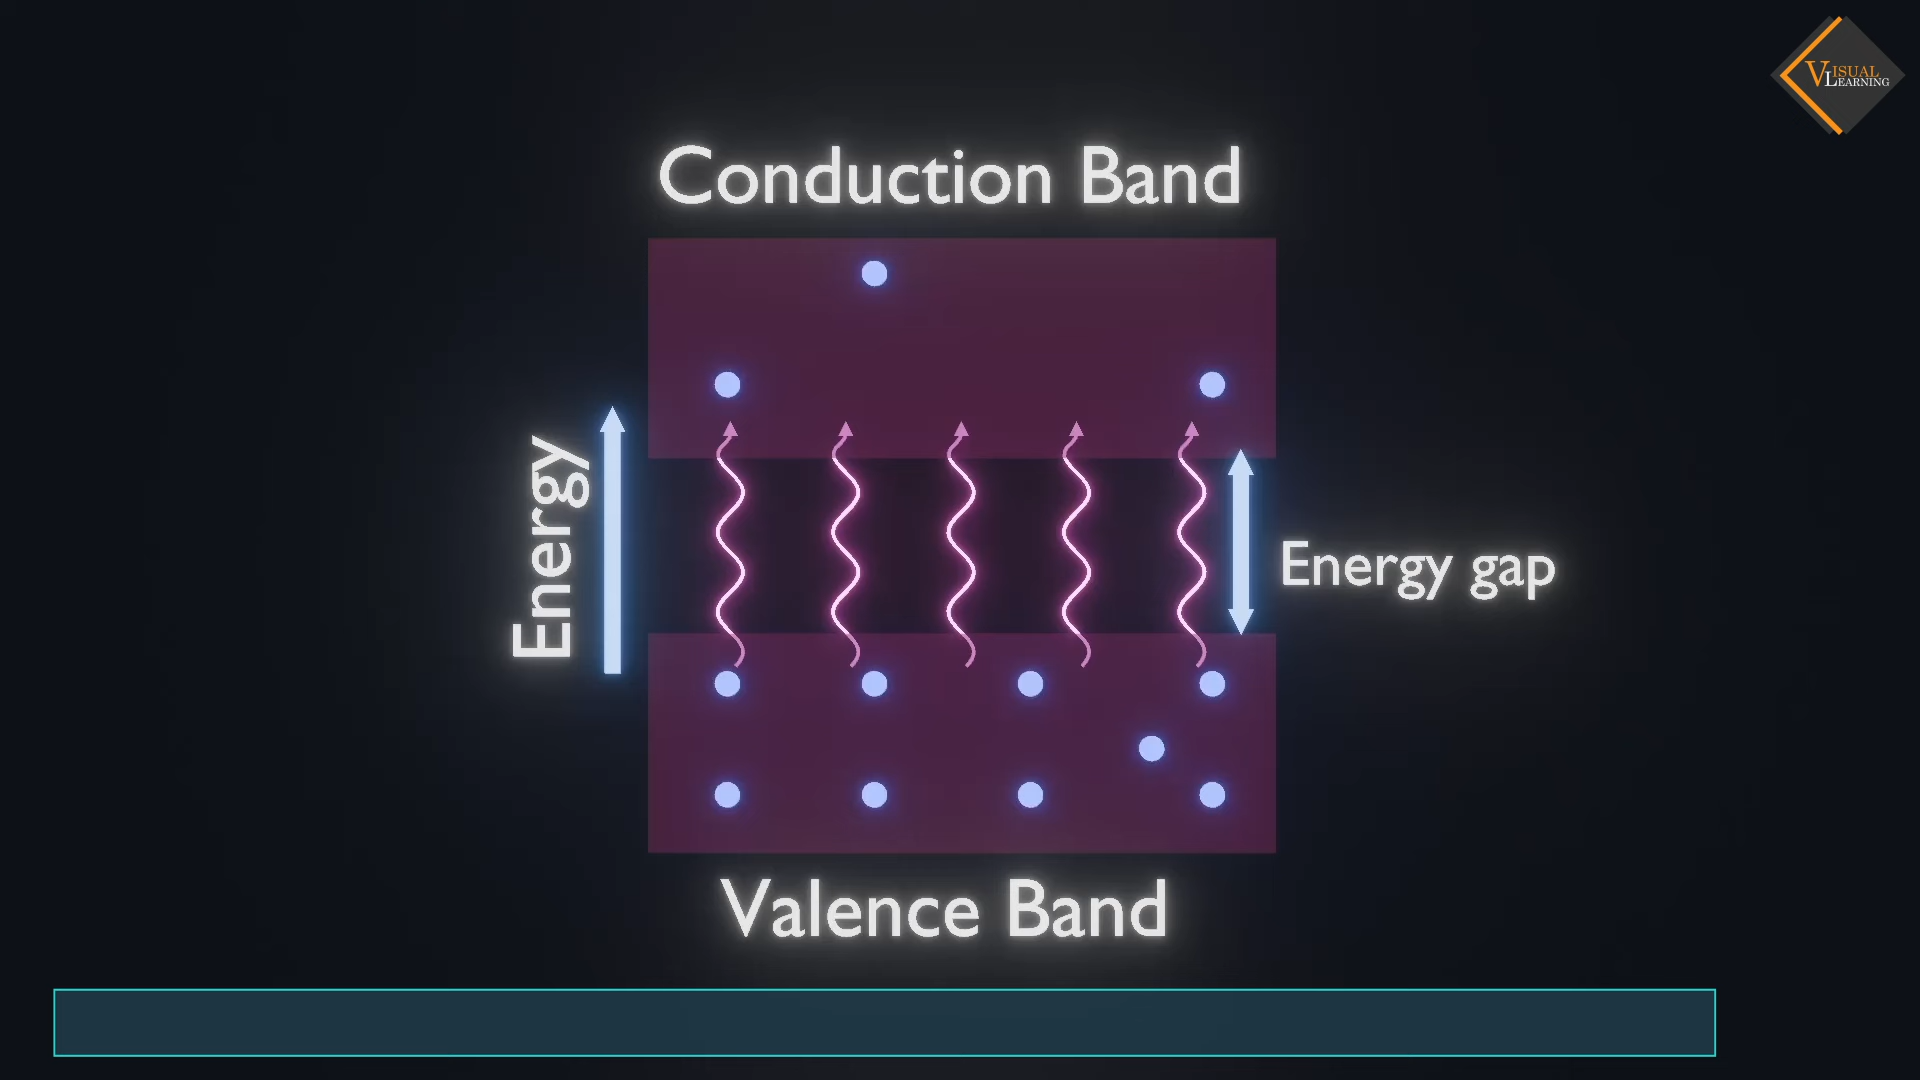 VISUAL
LEARNING
Conduction Band
Energy
Energy gap
Valence Band